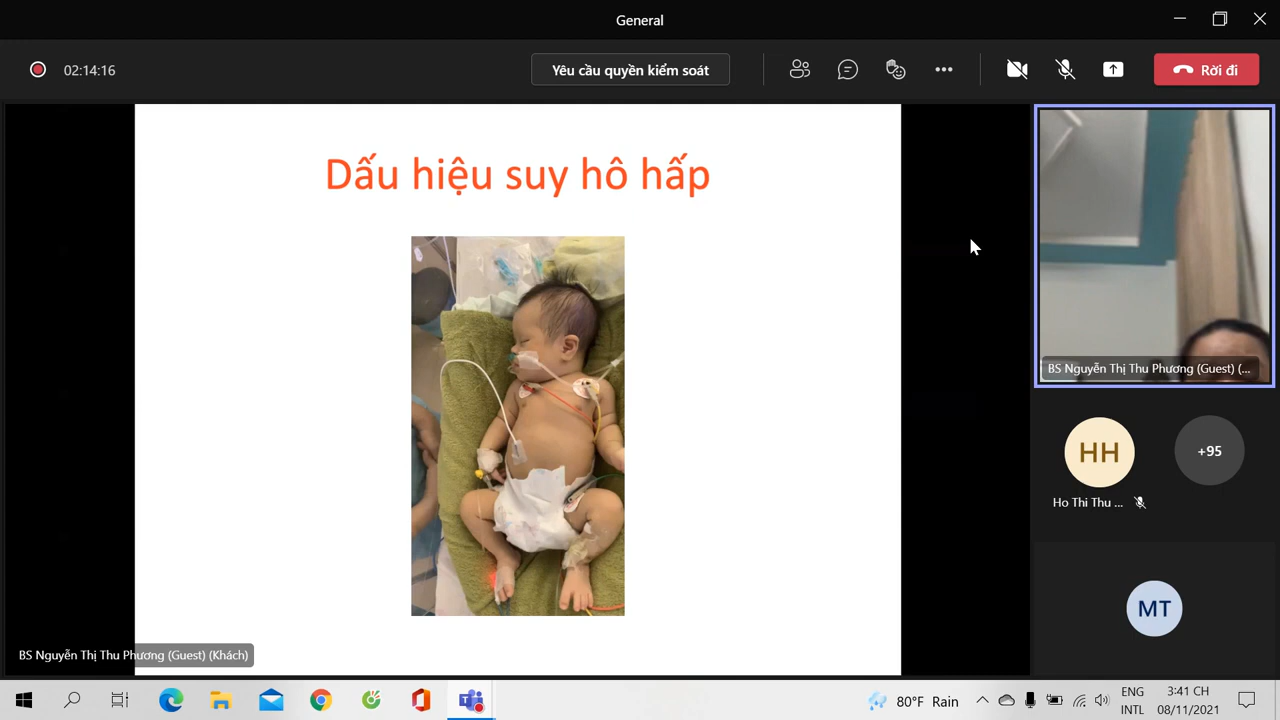 General
02:14:16
Yêu cầu quyền kiểm soát
Rời đi
Dấu hiệu suy hô hấp
BS Nguyễn Thị Thu Phương (Guest) (...
HH
+95
Ho Thi Thu ...
MT
BS Nguyễn Thị Thu Phương (Guest) (Khách)
80°F Rain
ENG
INTL
3:41 CH
08/11/2021